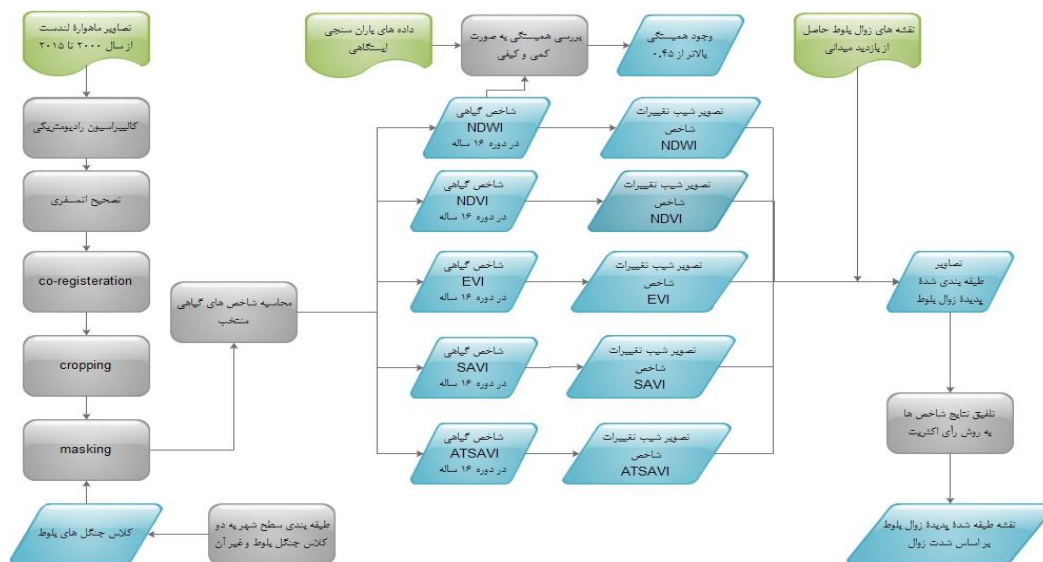 تصاویر ماهوارهٔ لندست
از سال ۲۰۰۰ تا ۲۰۱۵
کالیبراسیون رادیومتریکی
تصحیح اتمسفری
co-registeration
cropping
masking
کلاس جنگل های بلوط
طبقه بندی سطح شهر به دو
کلاس جنگل بلوط و غیر آن
محاسبه شاخص های گیاهی
منتخب
داده های باران سنجی
ایستگاهی
بررسی همبستگی به صورت
کمی و کیفی
وجود همبستگی
بالاتر از ۰.۴۵
شاخص گیاهی
NDWI
در دوره ۱۶ ساله
تصویر شیب تغییرات
شاخص
NDWI
شاخص گیاهی
NDVI
در دوره ۱۶ ساله
تصویر شیب تغییرات
شاخص
NDVI
شاخص گیاهی
EVI
در دوره ۱۶ ساله
تصویر شیب تغییرات
شاخص
EVI
شاخص گیاهی
SAVI
در دوره ۱۶ ساله
تصویر شیب تغییرات
شاخص
SAVI
شاخص گیاهی
ATSAVI
در دوره ۱۶ ساله
تصویر شیب تغییرات
شاخص
ATSAVI
نقشه های زوال بلوط حاصل
از بازدید میدانی
تصاویر
طبقه بندی شدهٔ
پدیدهٔ زوال بلوط
تلفیق نتایج شاخص ها
به روش رأی اکثریت
نقشه طبقه شدهٔ پدیدهٔ زوال بلوط
بر اساس شدت زوال